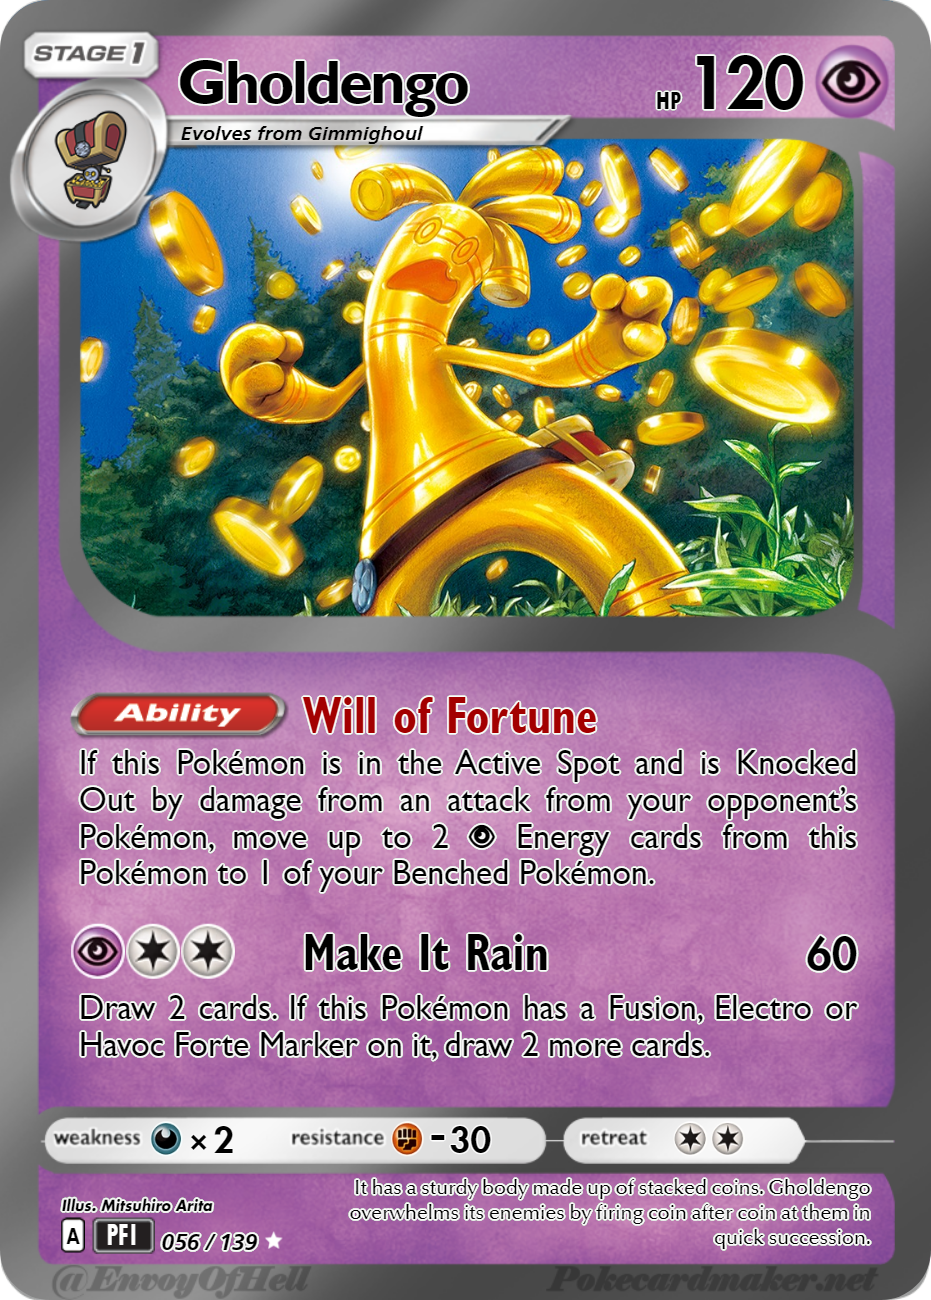 STAGE 1
Gholdengo
HP 120
Evolves from Gimmighoul
Ability Will of Fortune
If this Pokémon is in the Active Spot and is Knocked
Out by damage from an attack from your opponent's
Pokémon, move up to 2 Energy cards from this
Pokémon to 1 of your Benched Pokémon.
Make It Rain 60
Draw 2 cards. If this Pokémon has a Fusion, Electro or
Havoc Forte Marker on it, draw 2 more cards.
weakness ×2 resistance -30 retreat
Illus. Mitsuhiro Arita
It has a sturdy body made up of stacked coins. Gholdengo
overwhelms its enemies by firing coin after coin at them in
quick succession.
A PFI 056 / 139
@EnvoyOfHell
Pokecardmaker.net